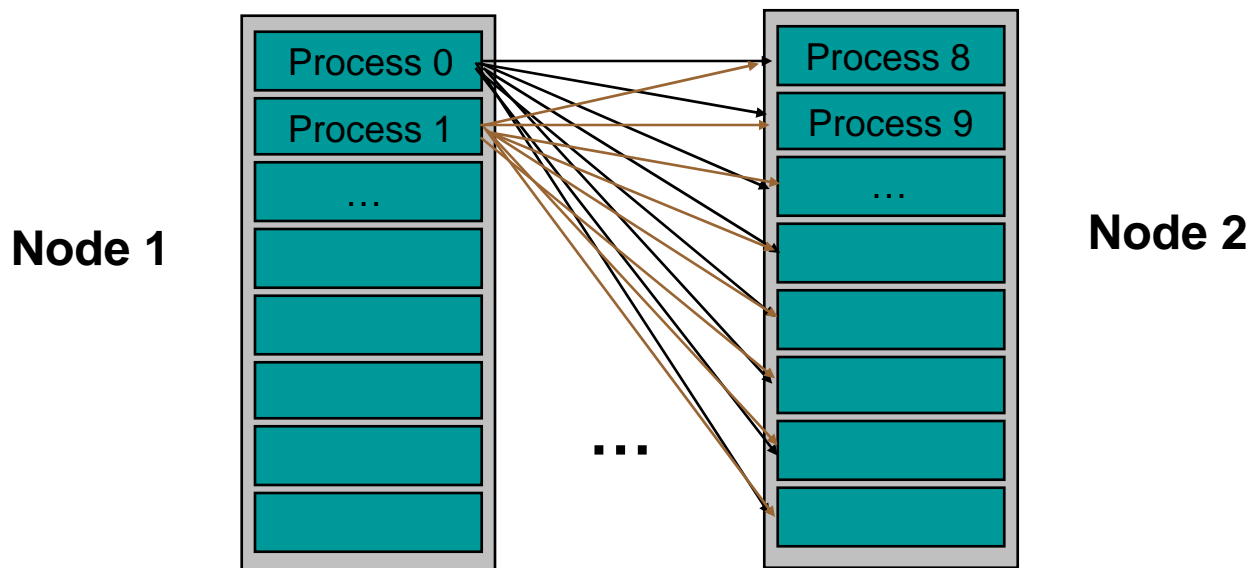 Process 0
Process 8
Process 1
Process 9
…
…
Node 1
Node 2
...